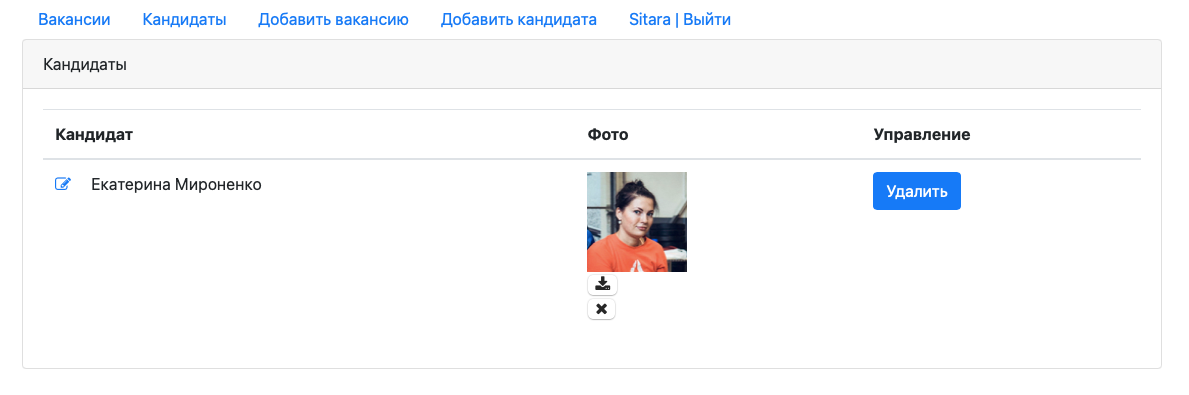 Вакансии Кандидаты Добавить вакансию Добавить кандидата Sitara | Выйти
Кандидаты
Кандидат Фото Управление
Екатерина Мироненко Удалить